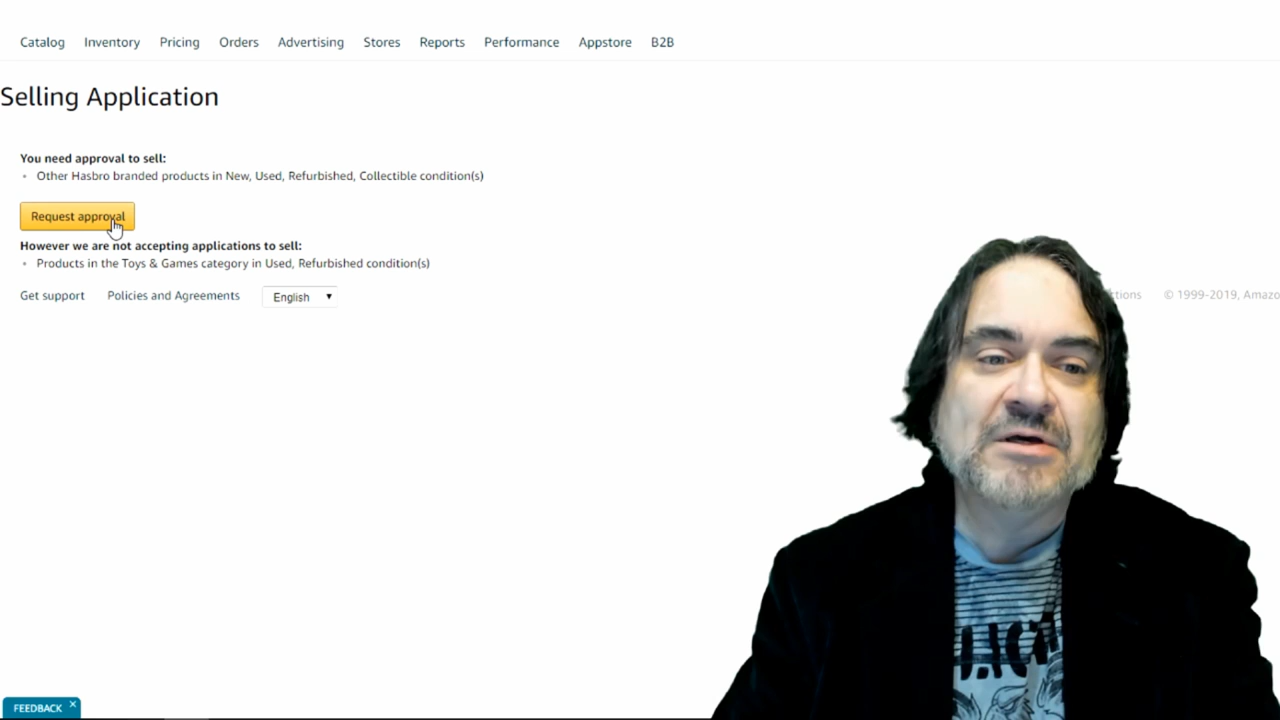 Catalog Inventory Pricing Orders Advertising Stores Reports Performance Appstore B2B
Selling Application
You need approval to sell:
• Other Hasbro branded products in New, Used, Refurbished, Collectible condition(s)
Request approval
However we are not accepting applications to sell:
• Products in the Toys & Games category in Used, Refurbished condition(s)
Get support Policies and Agreements English ▼ © 1999-2019, Amazo
FEEDBACK ×